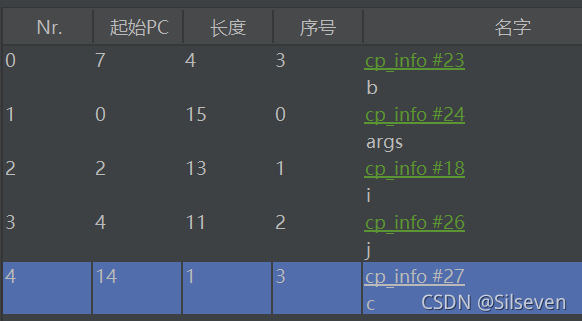 Nr. 起始PC 长度 序号 名字
0 7 4 3 cp_info #23
b
1 0 15 0 cp_info #24
args
2 2 13 1 cp_info #18
i
3 4 11 2 cp_info #26
j
4 14 1 3 cp_info #27
c CSDN @Silseven